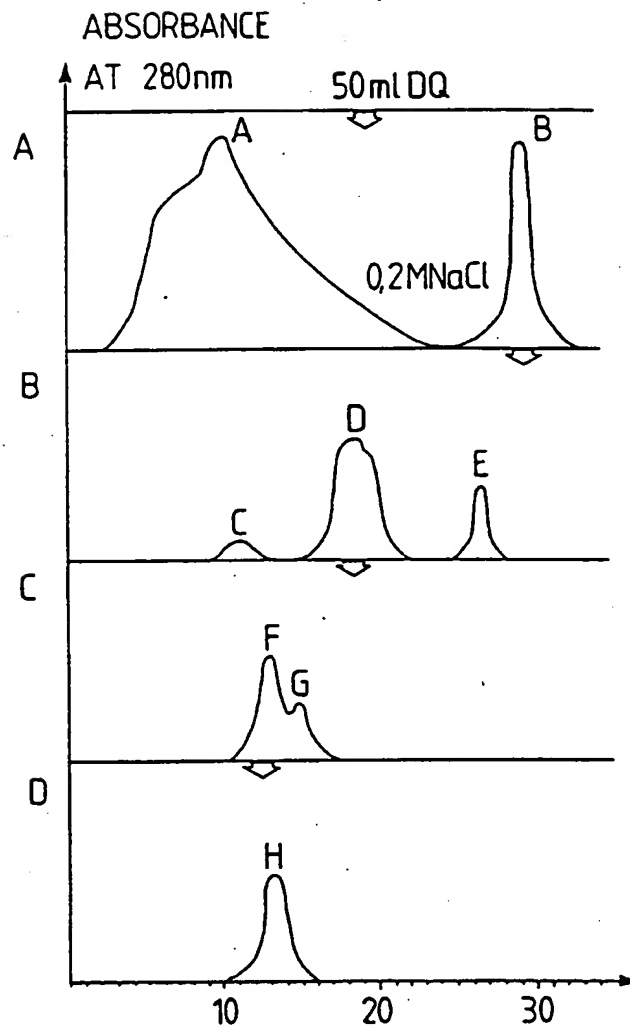 ABSORBANCE
AT 280nm
50ml DQ
A
A
B
0,2MNaCl
B
D
E
C
C
F
G
D
H
10 20 30